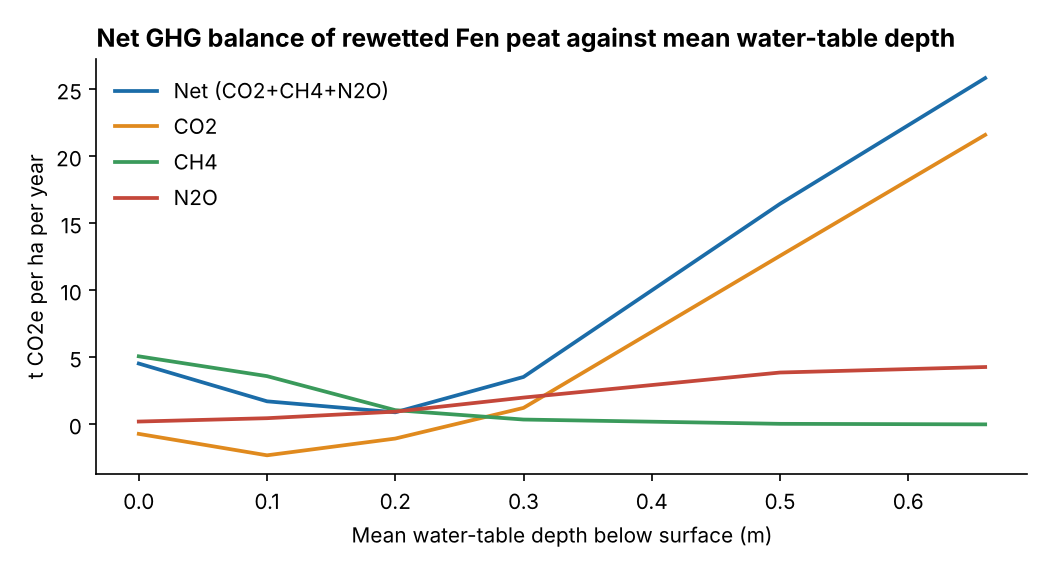 Net GHG balance of rewetted Fen peat against mean water-table depth
Net (CO2+CH4+N2O)
CO2
CH4
N2O
t CO2e per ha per year
25
20
15
10
5
0
0.0 0.1 0.2 0.3 0.4 0.5 0.6
Mean water-table depth below surface (m)